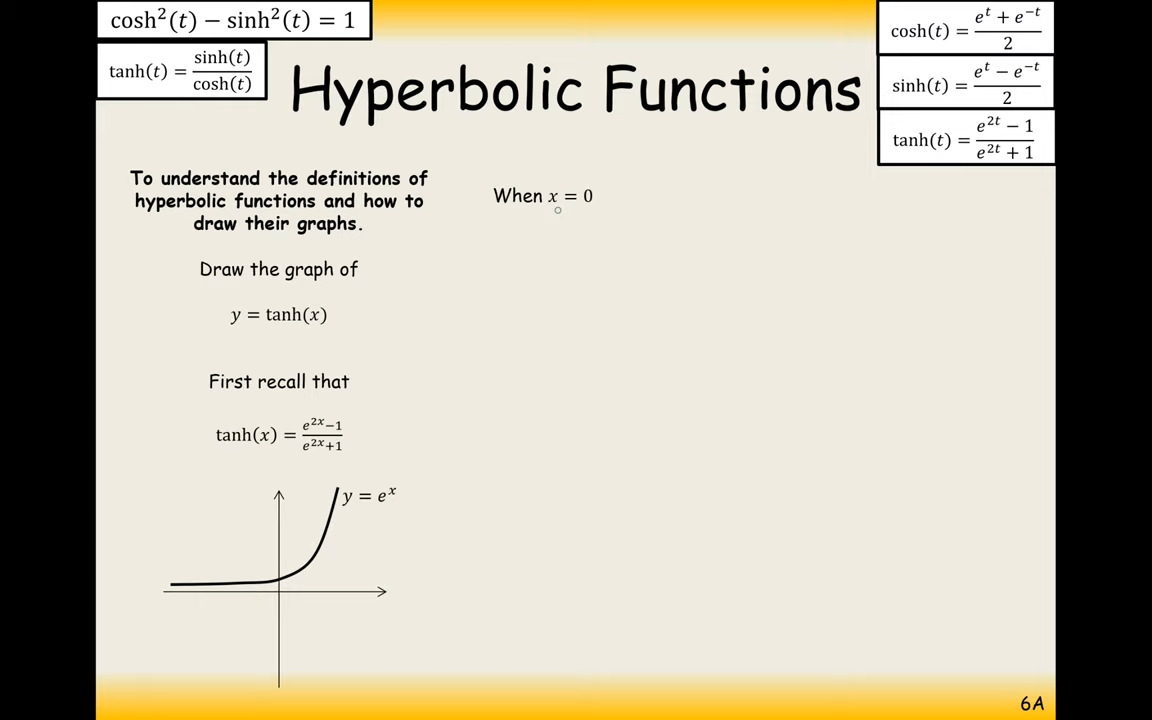 cosh²(t) − sinh²(t) = 1
tanh(t) = sinh(t)/cosh(t)
Hyperbolic Functions
cosh(t) = (e^t + e^−t)/2
sinh(t) = (e^t − e^−t)/2
tanh(t) = (e^2t − 1)/(e^2t + 1)
To understand the definitions of
hyperbolic functions and how to
draw their graphs.
Draw the graph of
y = tanh(x)
First recall that
tanh(x) = (e^2x−1)/(e^2x+1)
y = e^x
When x = 0
6A